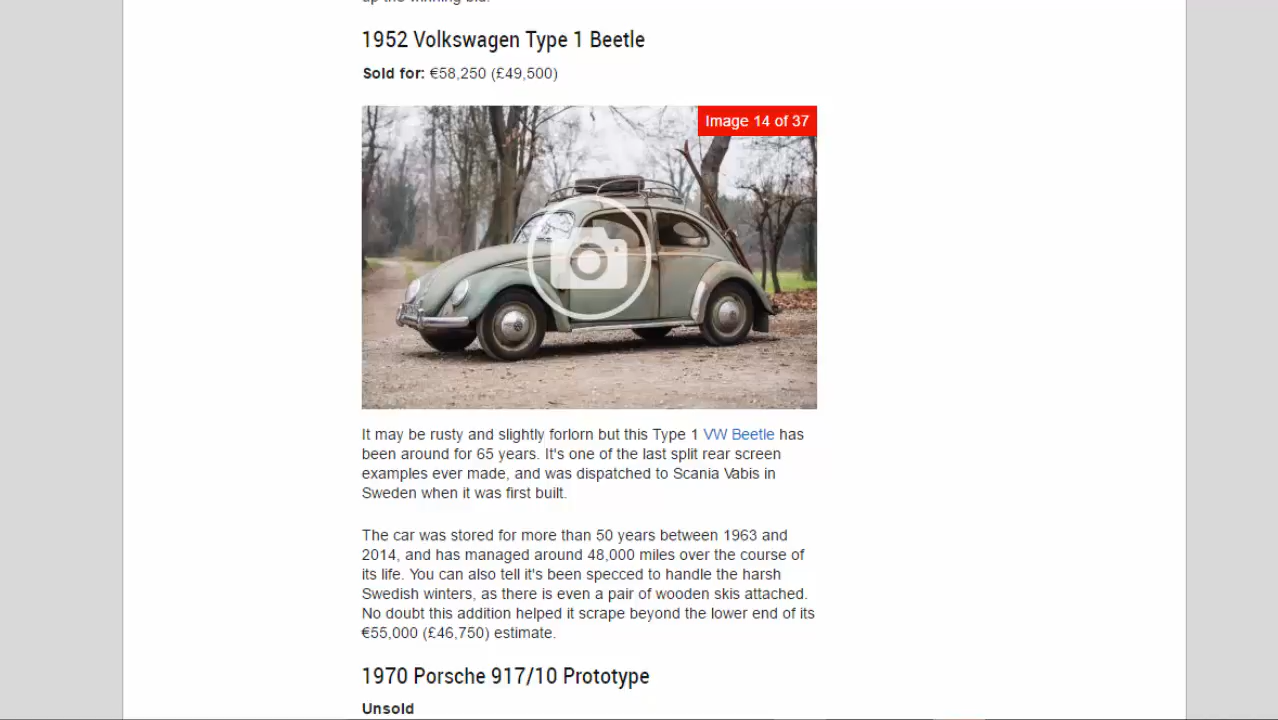 1952 Volkswagen Type 1 Beetle
Sold for: €58,250 (£49,500)
Image 14 of 37
It may be rusty and slightly forlorn but this Type 1 VW Beetle has
been around for 65 years. It's one of the last split rear screen
examples ever made, and was dispatched to Scania Vabis in
Sweden when it was first built.
The car was stored for more than 50 years between 1963 and
2014, and has managed around 48,000 miles over the course of
its life. You can also tell it's been specced to handle the harsh
Swedish winters, as there is even a pair of wooden skis attached.
No doubt this addition helped it scrape beyond the lower end of its
€55,000 (£46,750) estimate.
1970 Porsche 917/10 Prototype
Unsold